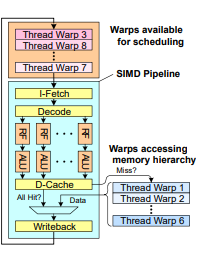 Warps available
for scheduling
Thread Warp 3
Thread Warp 8
Thread Warp 7
SIMD Pipeline
I-Fetch
Decode
RF
RF
RF
ALU
ALU
ALU
D-Cache
All Hit?
Data
Writeback
Warps accessing
memory hierarchy
Miss?
Thread Warp 1
Thread Warp 2
Thread Warp 6